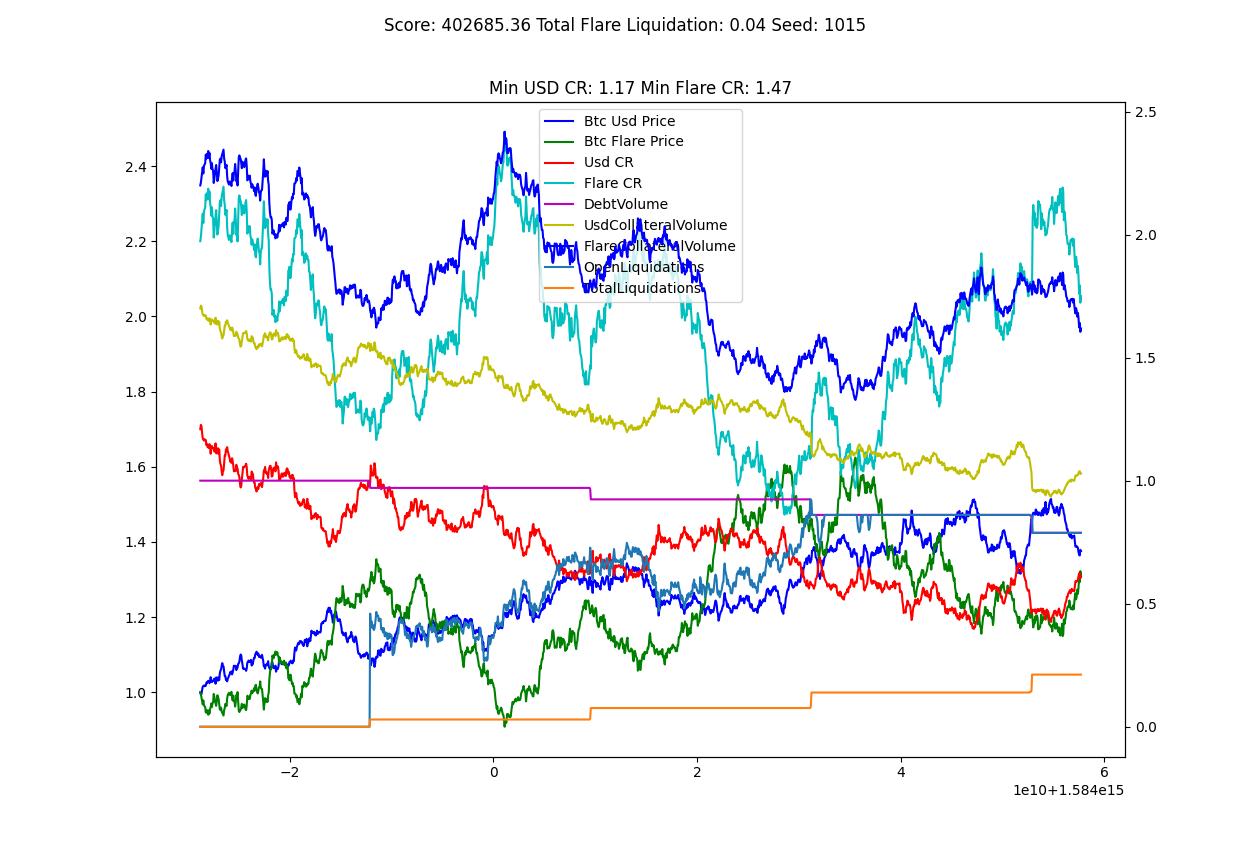 Score: 402685.36 Total Flare Liquidation: 0.04 Seed: 1015
Min USD CR: 1.17 Min Flare CR: 1.47
Btc Usd Price
Btc Flare Price
Usd CR
Flare CR
DebtVolume
UsdCollateralVolume
FlareCollateralVolume
OpenLiquidations
TotalLiquidations
2.4
2.2
2.0
1.8
1.6
1.4
1.2
1.0
2.5
2.0
1.5
1.0
0.5
0.0
−2 0 2 4 6
1e10+1.584e15